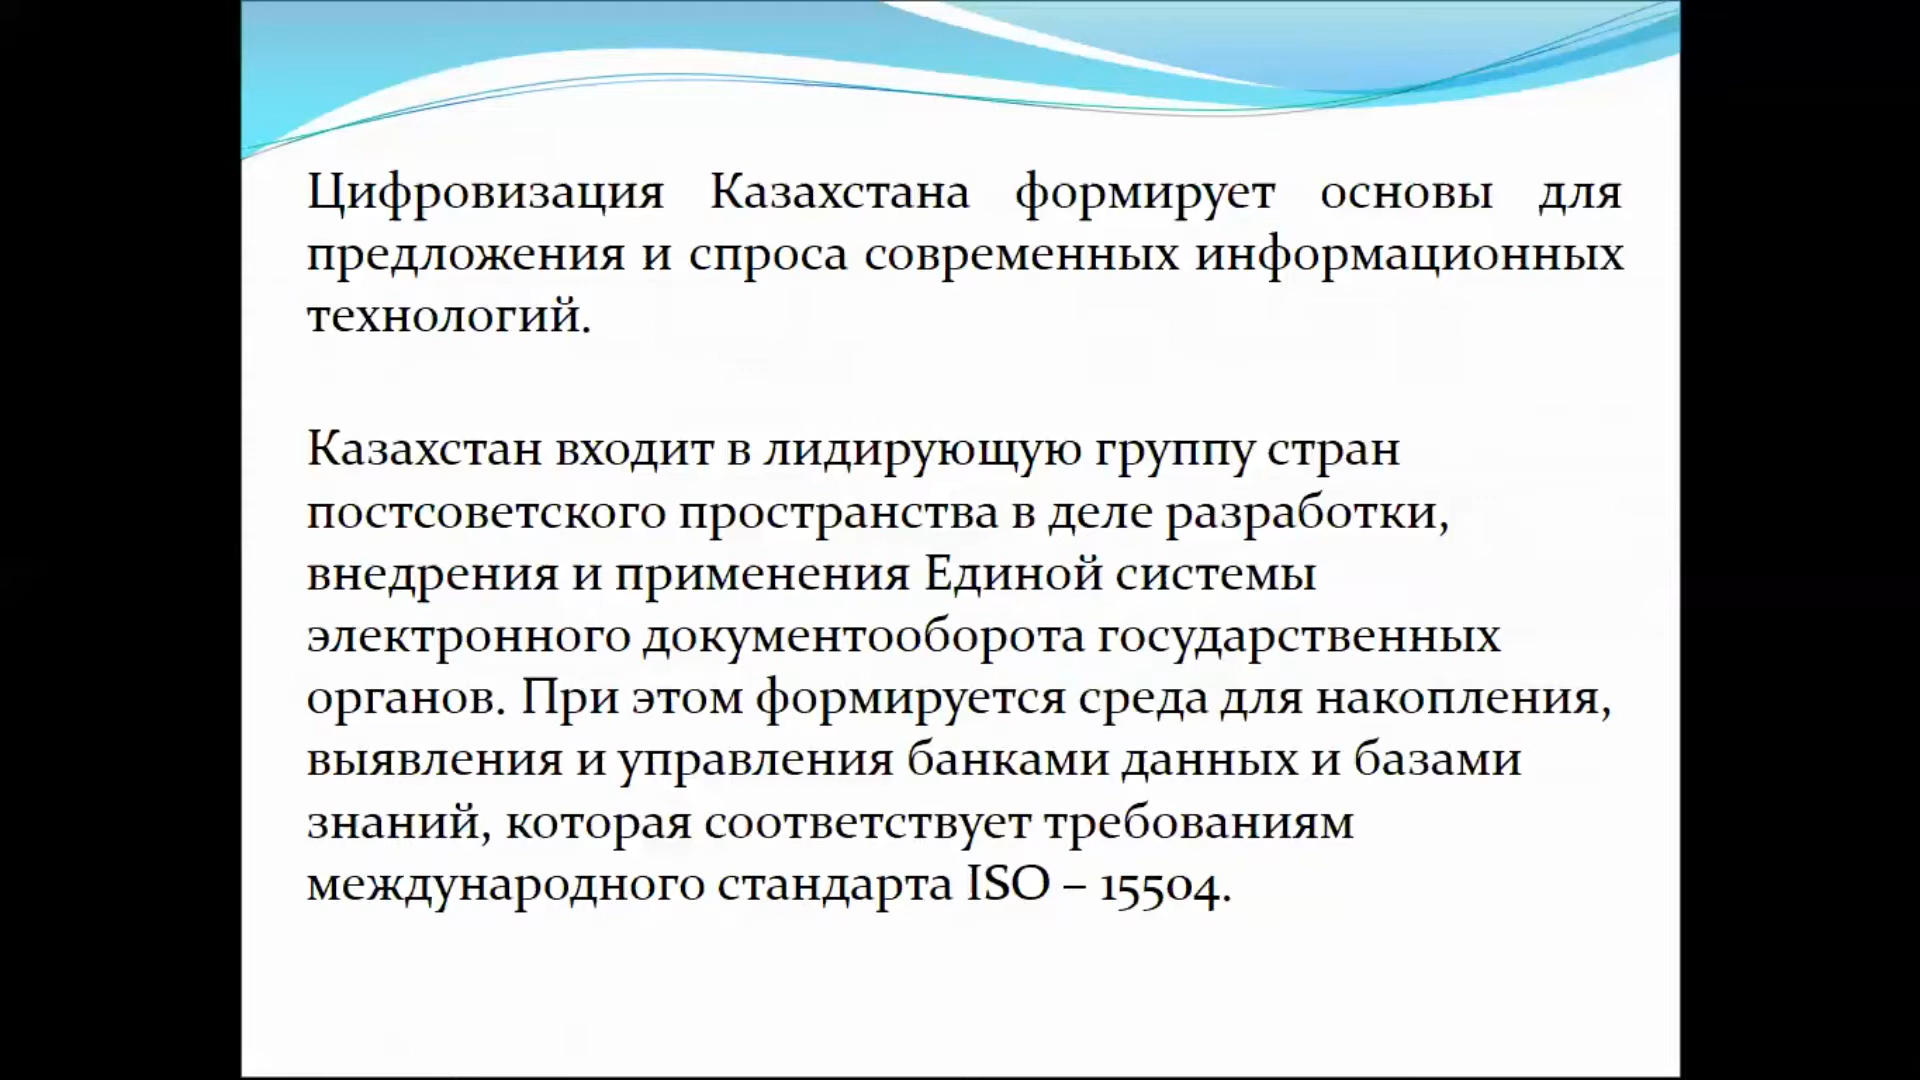 Цифровизация Казахстана формирует основы для
предложения и спроса современных информационных
технологий.
Казахстан входит в лидирующую группу стран
постсоветского пространства в деле разработки,
внедрения и применения Единой системы
электронного документооборота государственных
органов. При этом формируется среда для накопления,
выявления и управления банками данных и базами
знаний, которая соответствует требованиям
международного стандарта ISO – 15504.